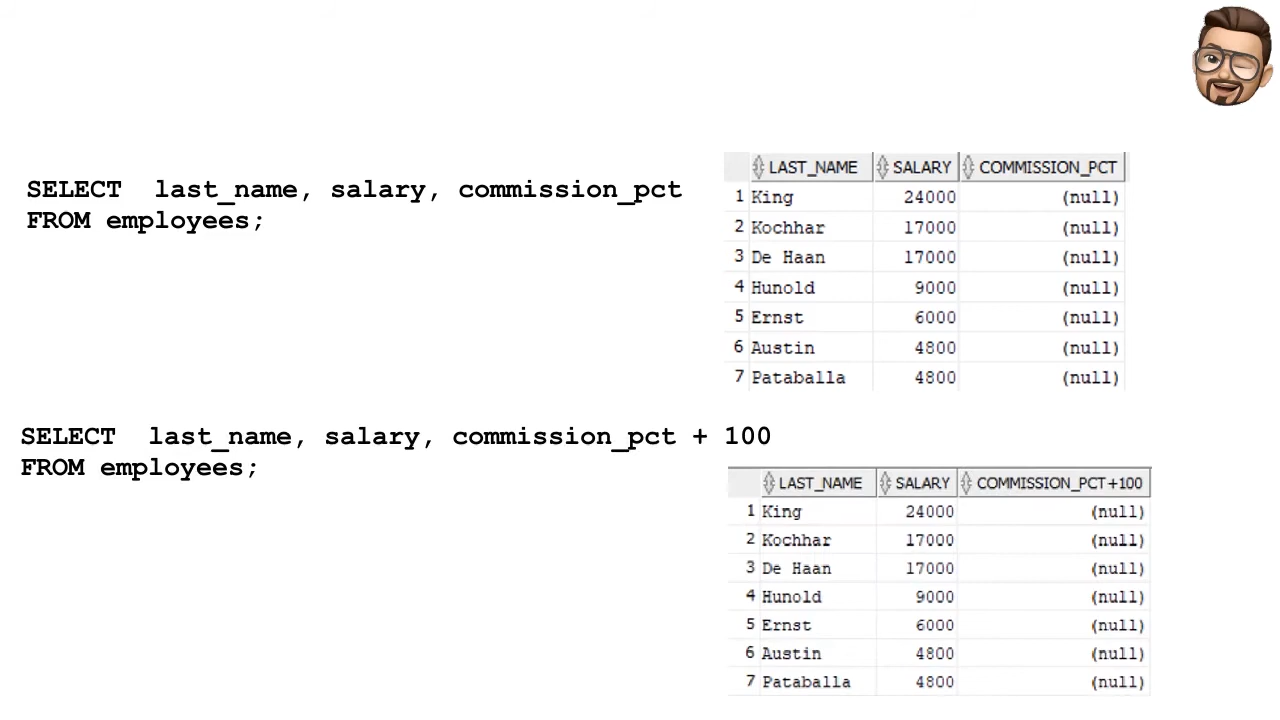 SELECT  last_name, salary, commission_pct
FROM employees;
LAST_NAME SALARY COMMISSION_PCT
1 King 24000 (null)
2 Kochhar 17000 (null)
3 De Haan 17000 (null)
4 Hunold 9000 (null)
5 Ernst 6000 (null)
6 Austin 4800 (null)
7 Pataballa 4800 (null)
SELECT  last_name, salary, commission_pct + 100
FROM employees;
LAST_NAME SALARY COMMISSION_PCT+100
1 King 24000 (null)
2 Kochhar 17000 (null)
3 De Haan 17000 (null)
4 Hunold 9000 (null)
5 Ernst 6000 (null)
6 Austin 4800 (null)
7 Pataballa 4800 (null)